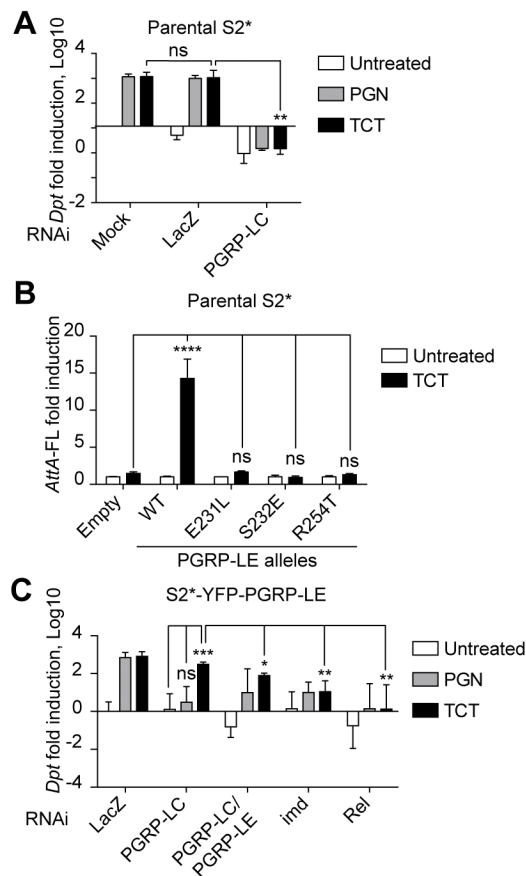 A
Parental S2*
Dpt fold induction, Log10
4
2
0
-2
ns
**
Untreated
PGN
TCT
RNAi
Mock
LacZ
PGRP-LC
B
Parental S2*
AttA-FL fold induction
20
15
10
5
0
****
ns
ns
ns
Untreated
TCT
Empty
WT
E231L
S232E
R254T
PGRP-LE alleles
C
S2*-YFP-PGRP-LE
Dpt fold induction, Log10
4
2
0
-2
-4
ns
***
*
**
**
Untreated
PGN
TCT
RNAi
LacZ
PGRP-LC
PGRP-LC/
PGRP-LE
imd
Rel